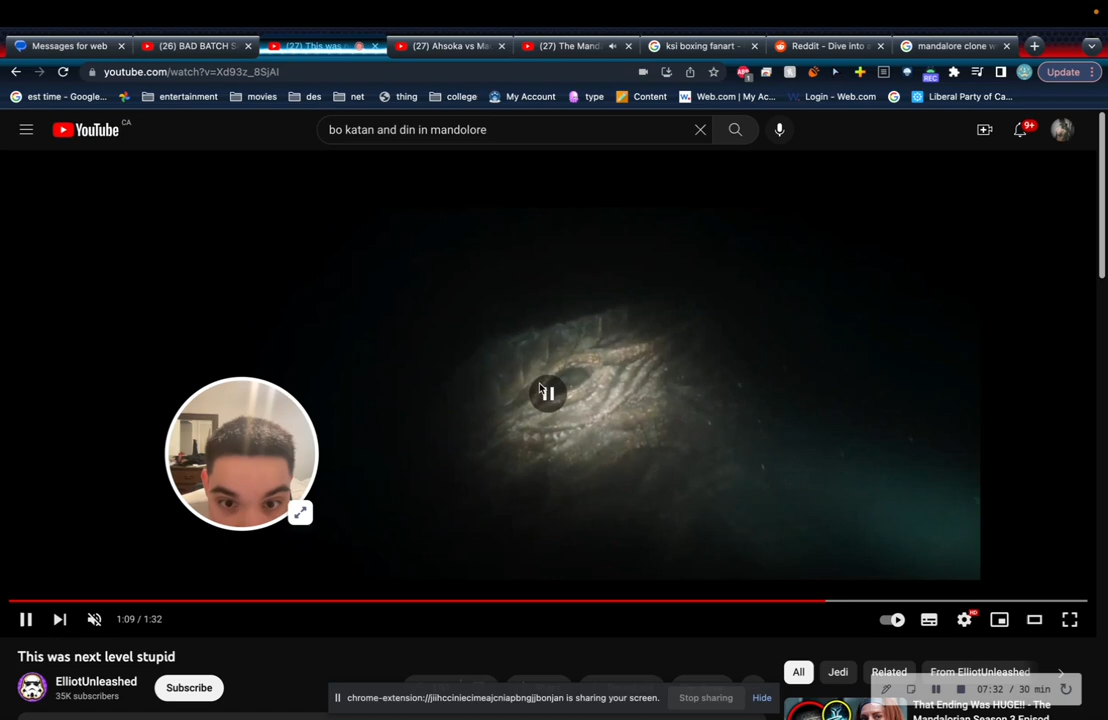 Messages for web
(26) BAD BATCH S
(27) This was
(27) Ahsoka vs Ma
(27) The Mand
ksi boxing fanart -
Reddit - Dive into
mandalore clone w
youtube.com/watch?v=Xd93z_8SjAI
REC
Update
est time - Google...
entertainment
movies
des
net
thing
college
My Account
type
Content
Web.com | My Ac...
Login - Web.com
Liberal Party of Ca...
YouTube CA
bo katan and din in mandolore
9+
1:09 / 1:32
HD
This was next level stupid
ElliotUnleashed
35K subscribers
Subscribe
All
Jedi
Related
From ElliotUnleashed
chrome-extension://jiihcciniecimeajcniapbngjjbonjan is sharing your screen.
Stop sharing
Hide
07:32 / 30 min
That Ending Was HUGE!! - The
Mandalorian Season 3 Episod